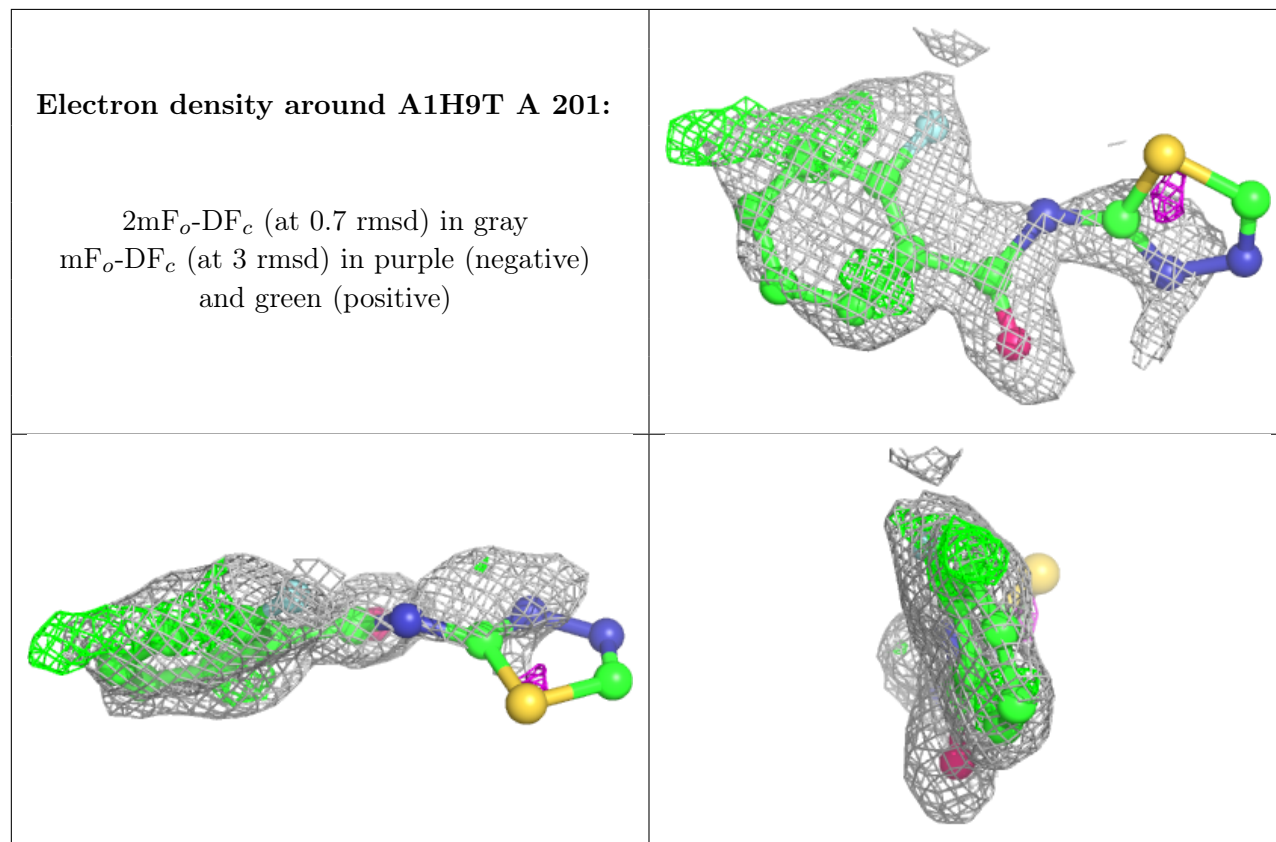 Electron density around A1H9T A 201:
2mFo-DFc (at 0.7 rmsd) in gray
mFo-DFc (at 3 rmsd) in purple (negative)
and green (positive)